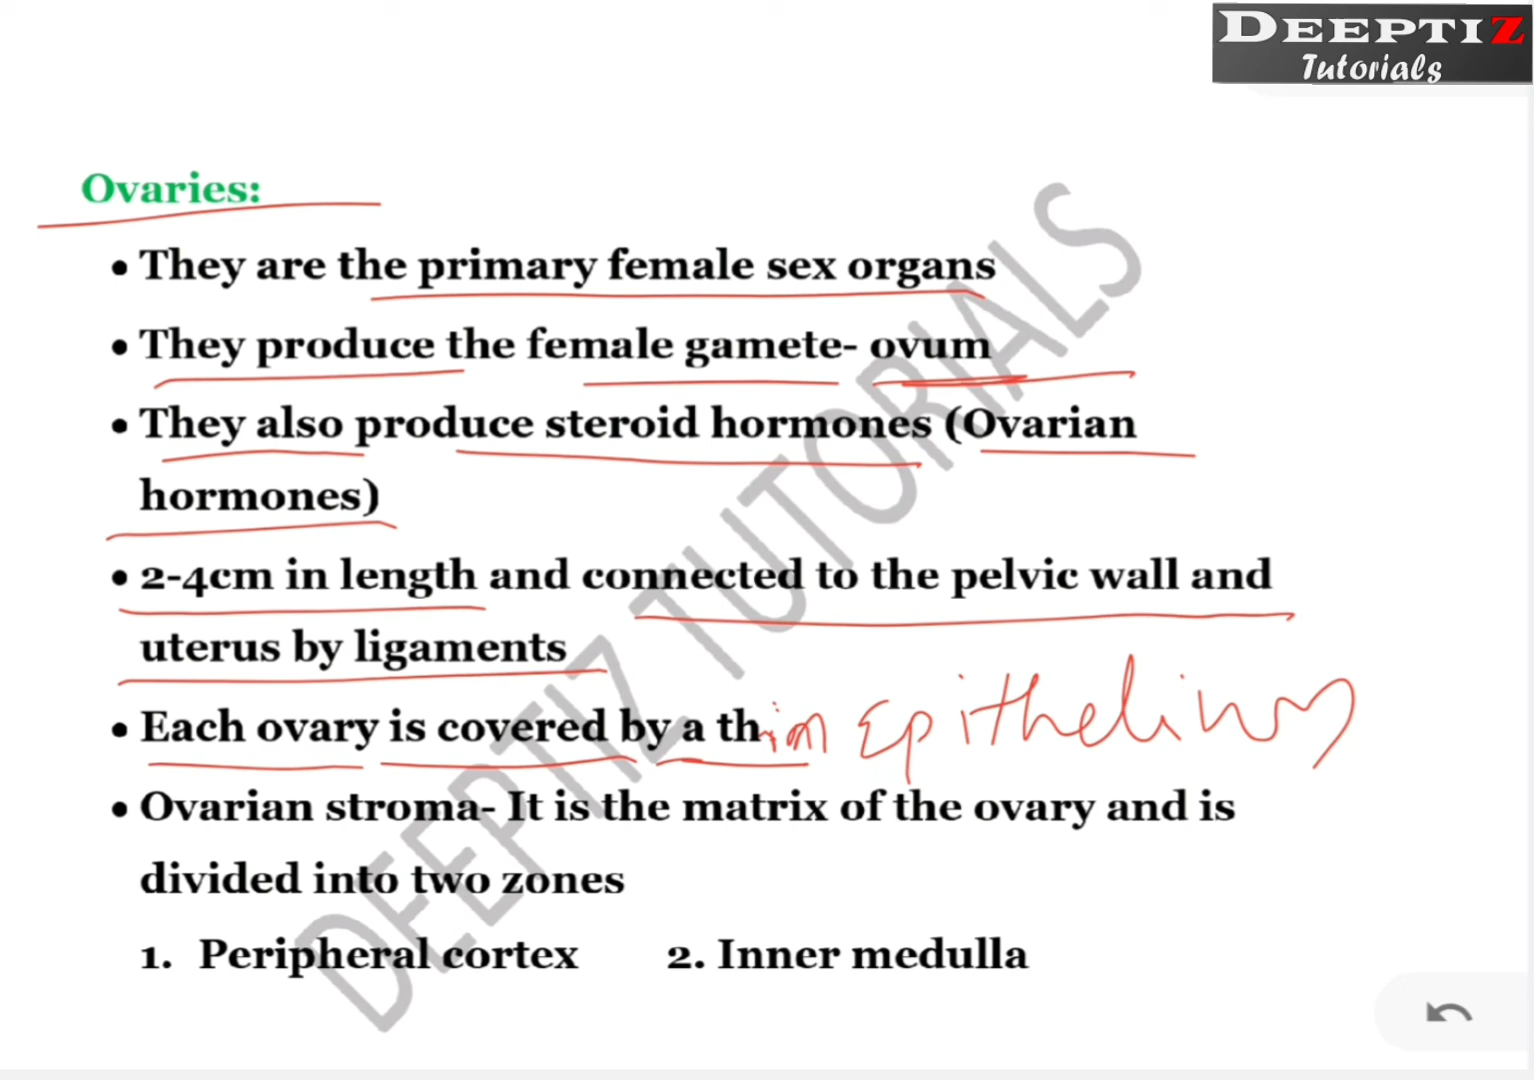 DEEPTIZ
Tutorials
Ovaries:
• They are the primary female sex organs
• They produce the female gamete- ovum
• They also produce steroid hormones (Ovarian
hormones)
• 2-4cm in length and connected to the pelvic wall and
uterus by ligaments
• Each ovary is covered by a thin Epithelium
• Ovarian stroma- It is the matrix of the ovary and is
divided into two zones
1. Peripheral cortex 2. Inner medulla
DEEPTIZ TUTORIALS